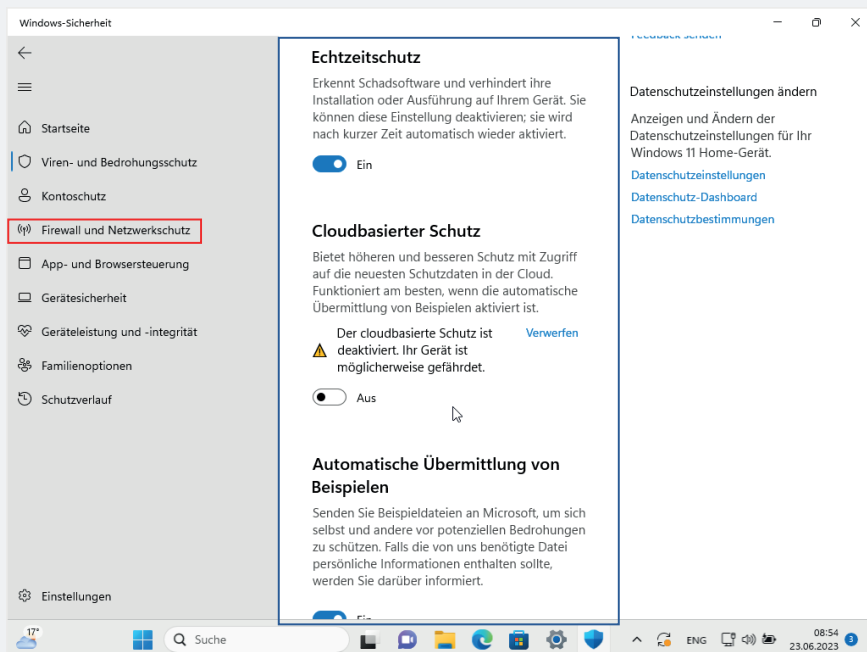 Windows-Sicherheit
Startseite
Viren- und Bedrohungsschutz
Kontoschutz
Firewall und Netzwerkschutz
App- und Browsersteuerung
Gerätesicherheit
Geräteleistung und -integrität
Familienoptionen
Schutzverlauf
Einstellungen
Echtzeitschutz
Erkennt Schadsoftware und verhindert ihre
Installation oder Ausführung auf Ihrem Gerät. Sie
können diese Einstellung deaktivieren; sie wird
nach kurzer Zeit automatisch wieder aktiviert.
Ein
Cloudbasierter Schutz
Bietet höheren und besseren Schutz mit Zugriff
auf die neuesten Schutzdaten in der Cloud.
Funktioniert am besten, wenn die automatische
Übermittlung von Beispielen aktiviert ist.
Der cloudbasierte Schutz ist
deaktiviert. Ihr Gerät ist
möglicherweise gefährdet.
Verwerfen
Aus
Automatische Übermittlung von
Beispielen
Senden Sie Beispieldateien an Microsoft, um sich
selbst und andere vor potenziellen Bedrohungen
zu schützen. Falls die von uns benötigte Datei
persönliche Informationen enthalten sollte,
werden Sie darüber informiert.
Ein
Feedback senden
Datenschutzeinstellungen ändern
Anzeigen und Ändern der
Datenschutzeinstellungen für Ihr
Windows 11 Home-Gerät.
Datenschutzeinstellungen
Datenschutz-Dashboard
Datenschutzbestimmungen
17°
Suche
ENG
08:54
23.06.2023
3